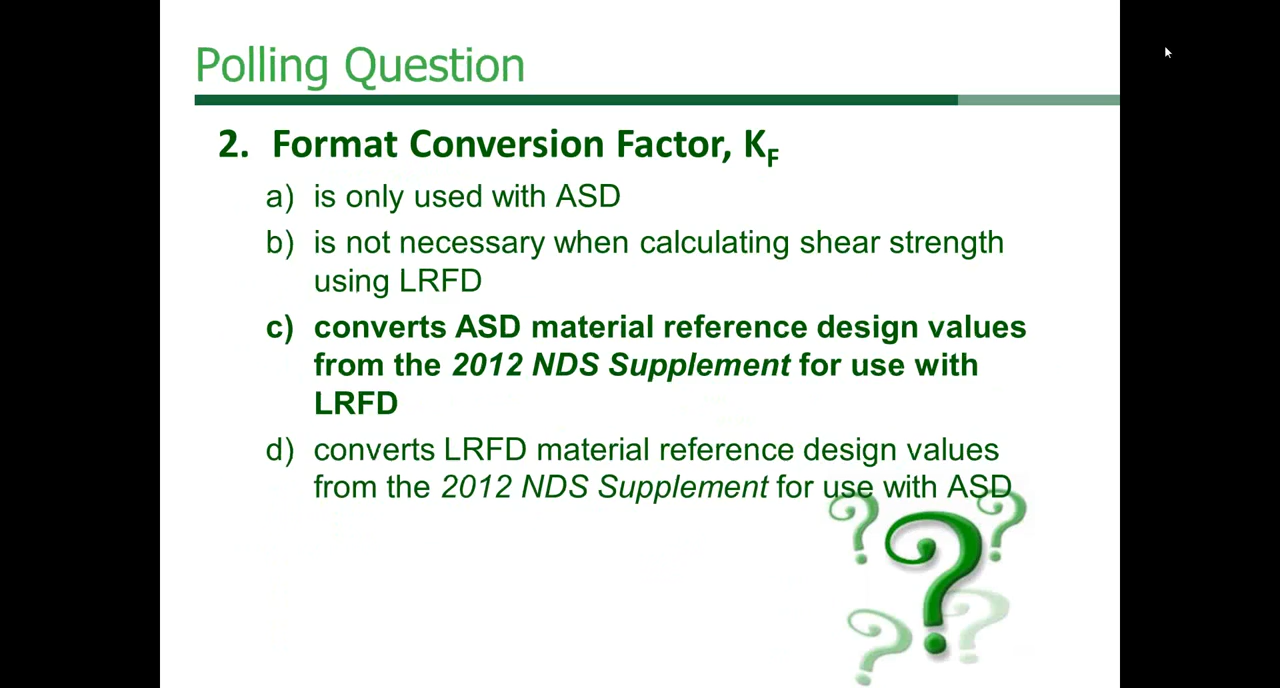 Polling Question
2. Format Conversion Factor, KF
a) is only used with ASD
b) is not necessary when calculating shear strength
using LRFD
c) converts ASD material reference design values
from the 2012 NDS Supplement for use with
LRFD
d) converts LRFD material reference design values
from the 2012 NDS Supplement for use with ASD